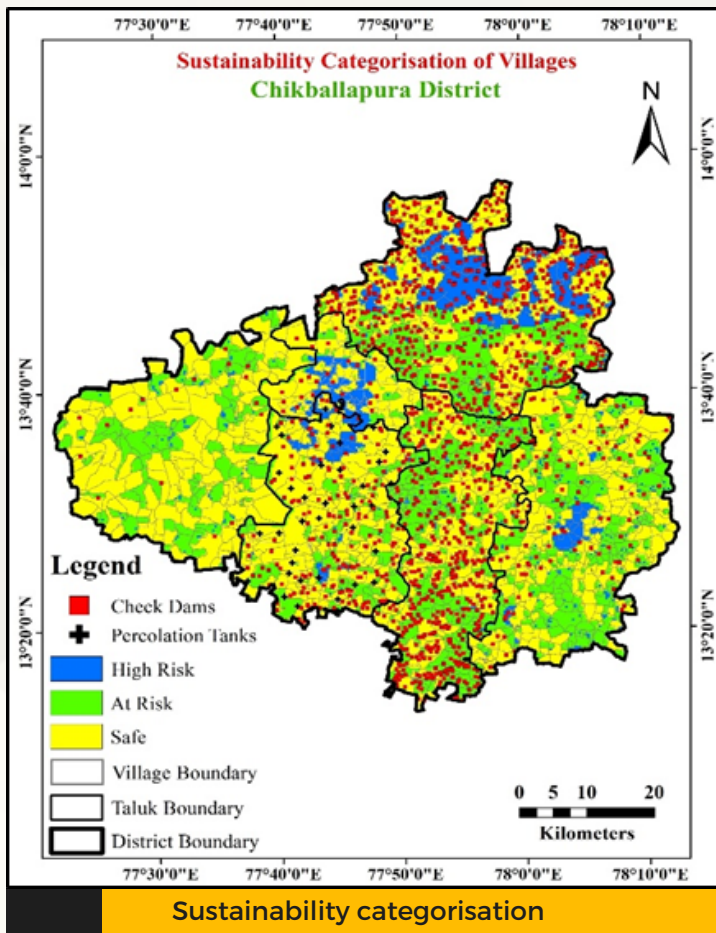 77°30'0"E 77°40'0"E 77°50'0"E 78°0'0"E 78°10'0"E
Sustainability Categorisation of Villages
Chikballapura District
N
14°0'0"N
14°0'0"N
13°40'0"N
13°40'0"N
13°20'0"N
13°20'0"N
Legend
Cheek Dams
Percolation Tanks
High Risk
At Risk
Safe
Village Boundary
Taluk Boundary
District Boundary
0 5 10 20
Kilometers
77°30'0"E 77°40'0"E 77°50'0"E 78°0'0"E 78°10'0"E
Sustainability categorisation